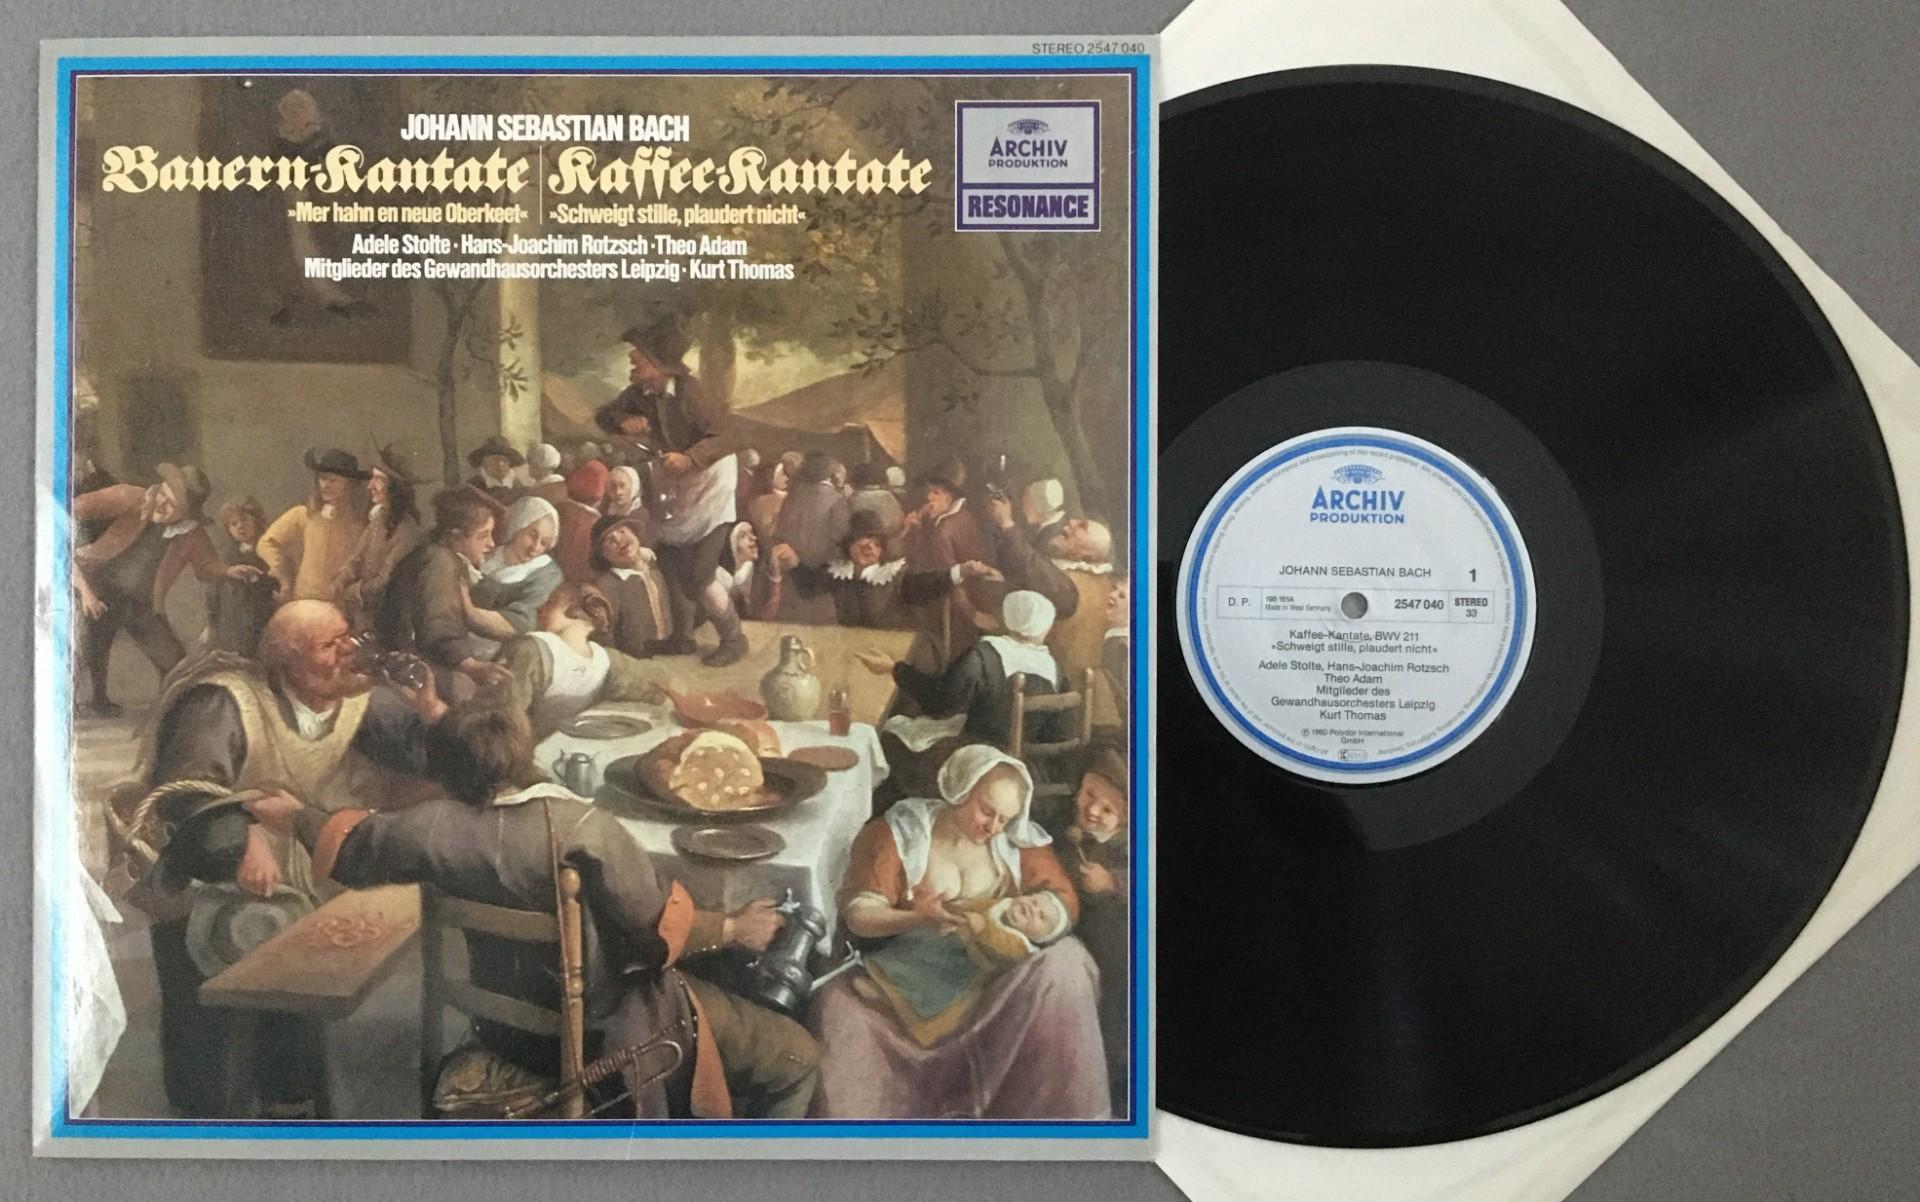 STEREO 2547 040
JOHANN SEBASTIAN BACH
Bauern-Kantate | Kaffee-Kantate
»Mer hahn en neue Oberkeet« | »Schweigt stille, plaudert nicht«
Adele Stolte · Hans-Joachim Rotzsch · Theo Adam
Mitglieder des Gewandhausorchesters Leipzig · Kurt Thomas
ARCHIV
PRODUKTION
RESONANCE
ARCHIV
PRODUKTION
JOHANN SEBASTIAN BACH
1
D. P.
Made in West Germany
2547 040
STEREO
33
Kaffee-Kantate, BWV 211
»Schweigt stille, plaudert nicht«
Adele Stolte, Hans-Joachim Rotzsch
Theo Adam
Mitglieder des
Gewandhausorchesters Leipzig
Kurt Thomas
℗ 1960 Polydor International
GmbH